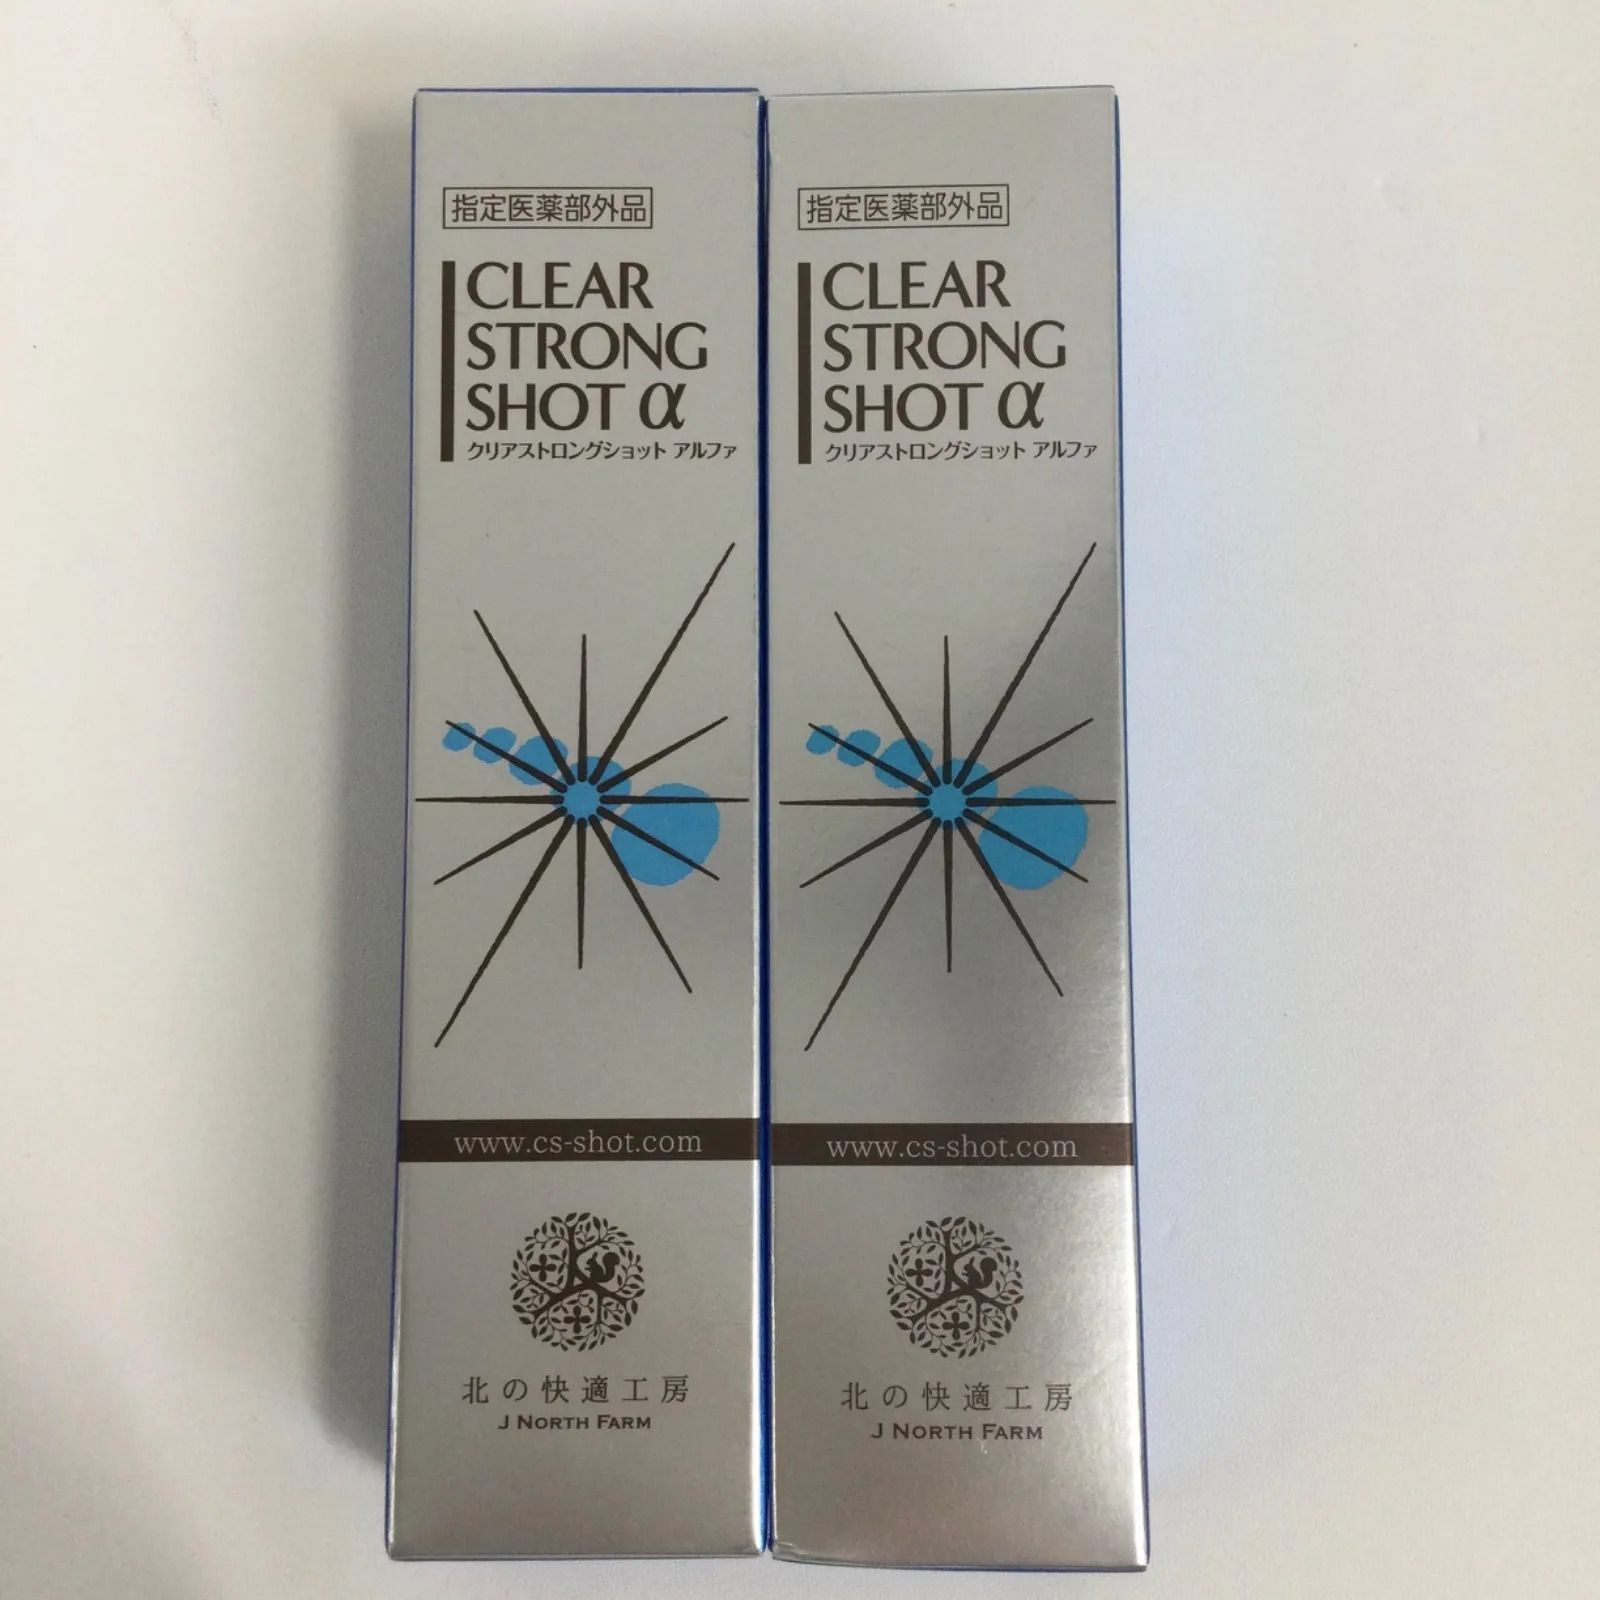 指定医薬部外品
CLEAR
STRONG
SHOT α
クリアストロングショット アルファ
www.cs-shot.com
北の快適工房
J NORTH FARM
指定医薬部外品
CLEAR
STRONG
SHOT α
クリアストロングショット アルファ
www.cs-shot.com
北の快適工房
J NORTH FARM